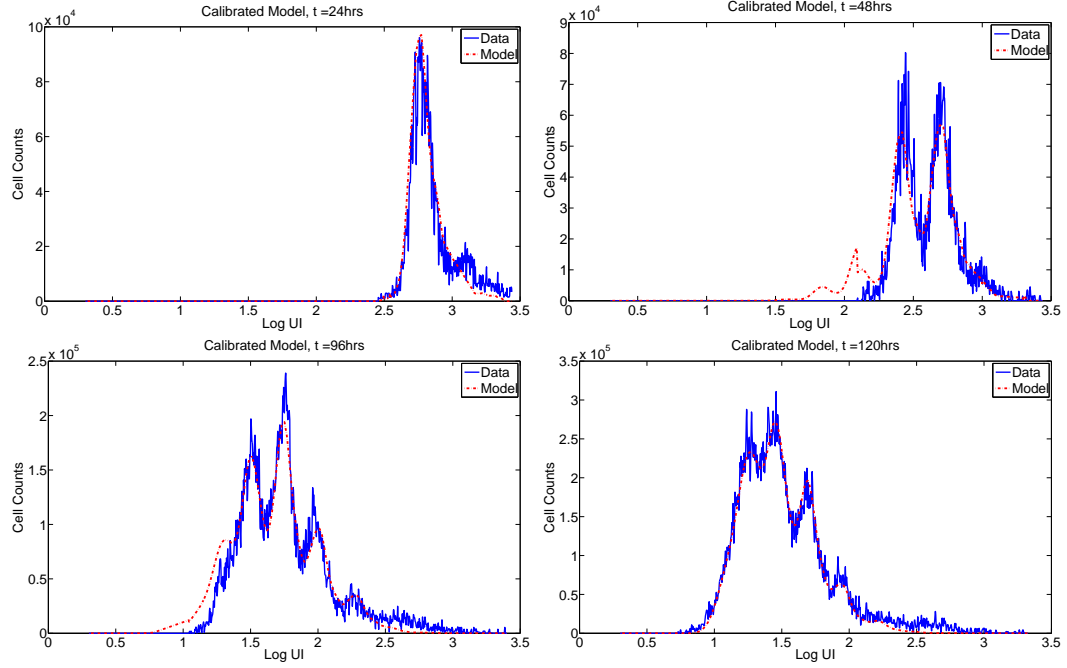 Calibrated Model, t =24hrs
x 10^4
10
8
6
4
2
0
Cell Counts
0 0.5 1 1.5 2 2.5 3 3.5
Log UI
Data
Model
Calibrated Model, t =48hrs
x 10^4
9
8
7
6
5
4
3
2
1
0
Cell Counts
0 0.5 1 1.5 2 2.5 3 3.5
Log UI
Data
Model
Calibrated Model, t =96hrs
x 10^5
2.5
2
1.5
1
0.5
0
Cell Counts
0 0.5 1 1.5 2 2.5 3 3.5
Log UI
Data
Model
Calibrated Model, t =120hrs
x 10^5
3.5
3
2.5
2
1.5
1
0.5
0
Cell Counts
0 0.5 1 1.5 2 2.5 3 3.5
Log UI
Data
Model